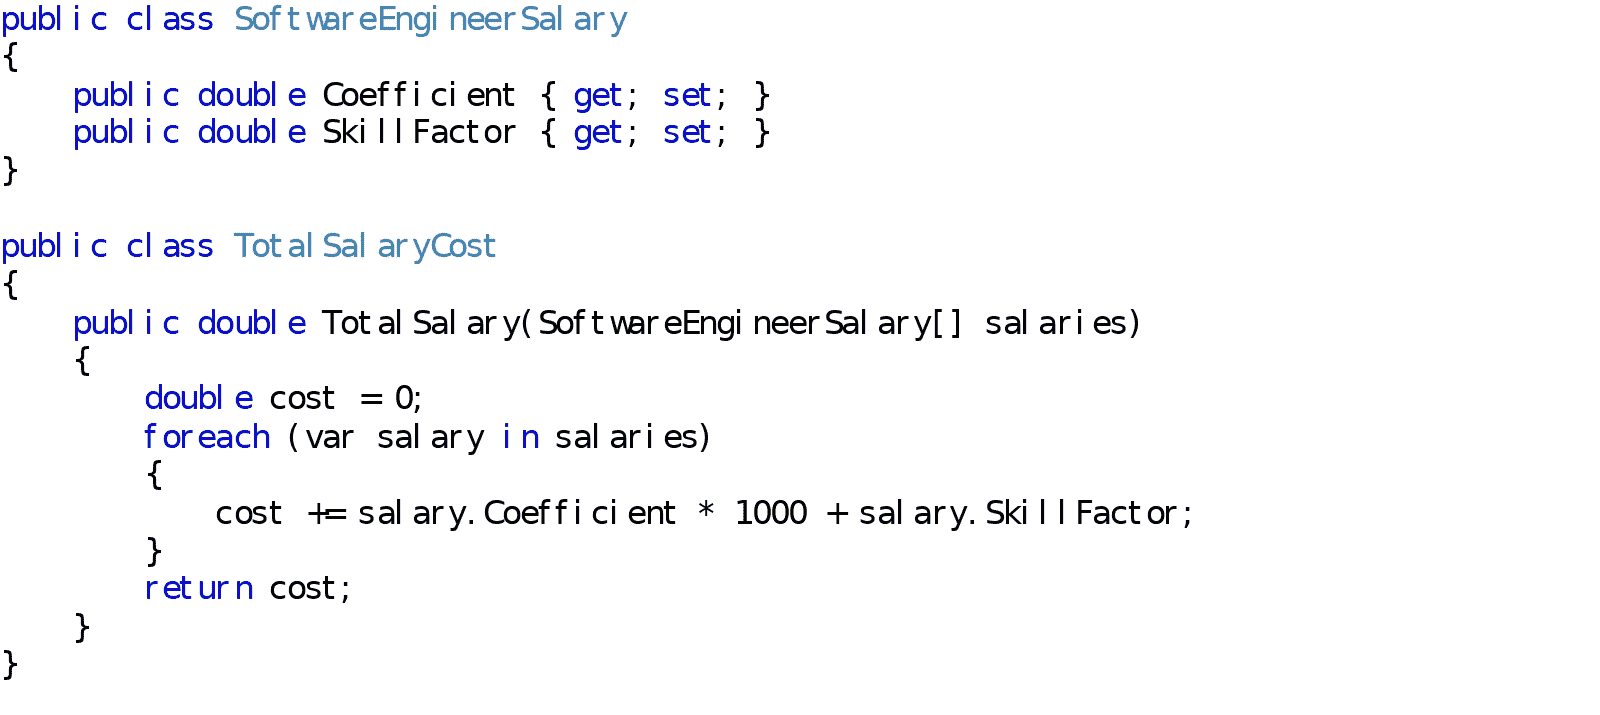 public class SoftwareEngineerSalary
{
    public double Coefficient { get; set; }
    public double SkillFactor { get; set; }
}

public class TotalSalaryCost
{
    public double TotalSalary(SoftwareEngineerSalary[] salaries)
    {
        double cost = 0;
        foreach (var salary in salaries)
        {
            cost += salary.Coefficient * 1000 + salary.SkillFactor;
        }
        return cost;
    }
}